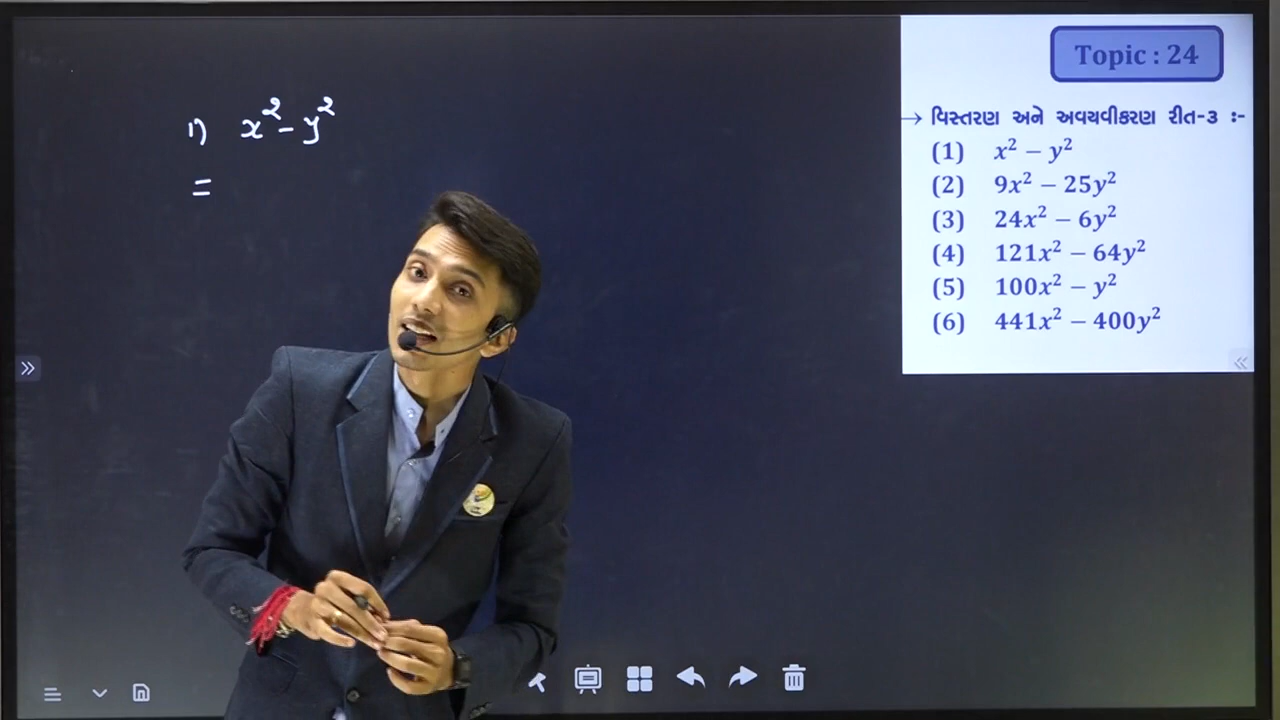 1) x² - y²
=
Topic : 24
→ વિસ્તરણ અને અવયવીકરણ રીત-૩ :-
(1) x² − y²
(2) 9x² − 25y²
(3) 24x² − 6y²
(4) 121x² − 64y²
(5) 100x² − y²
(6) 441x² − 400y²